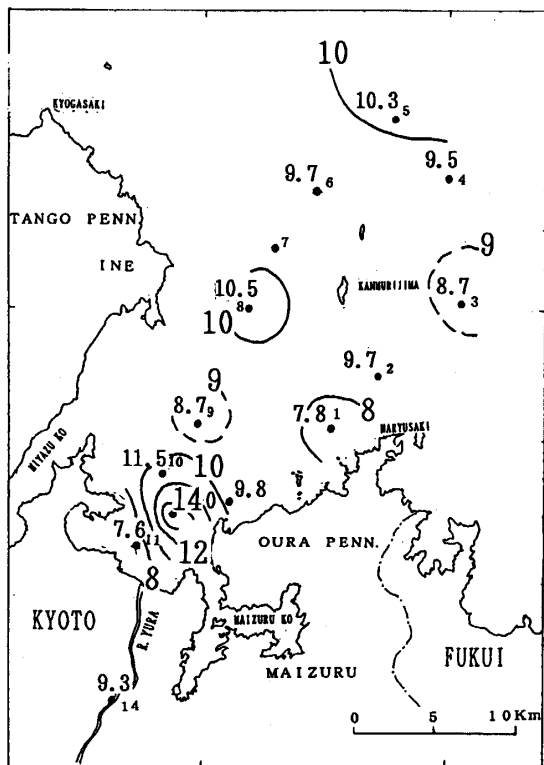 10
10.3 5
KYOGASAKI
9.5 4
9.7 6
TANGO PENN.
7
9
INE
10.5 8
KANMURIJIMA
8.7 3
10
9.7 2
9
8.7 9
7.8 1
8
MARYUSAKI
MIYAZU KO
11.5 10
10
9.8
14.0
7.6 11
12
OURA PENN.
8
KYOTO
R. YURA
MAIZURU KO
MAIZURU
FUKUI
9.3 14
0 5 10Km